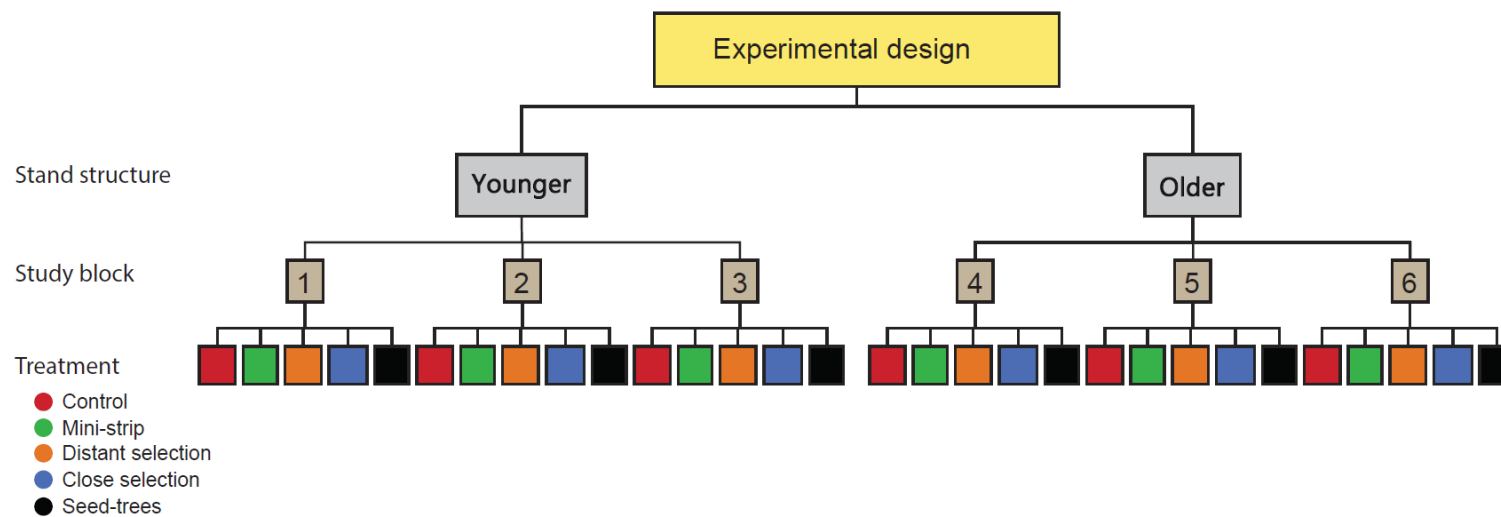 Experimental design
Stand structure
Younger
Older
Study block
1
2
3
4
5
6
Treatment
Control
Mini-strip
Distant selection
Close selection
Seed-trees